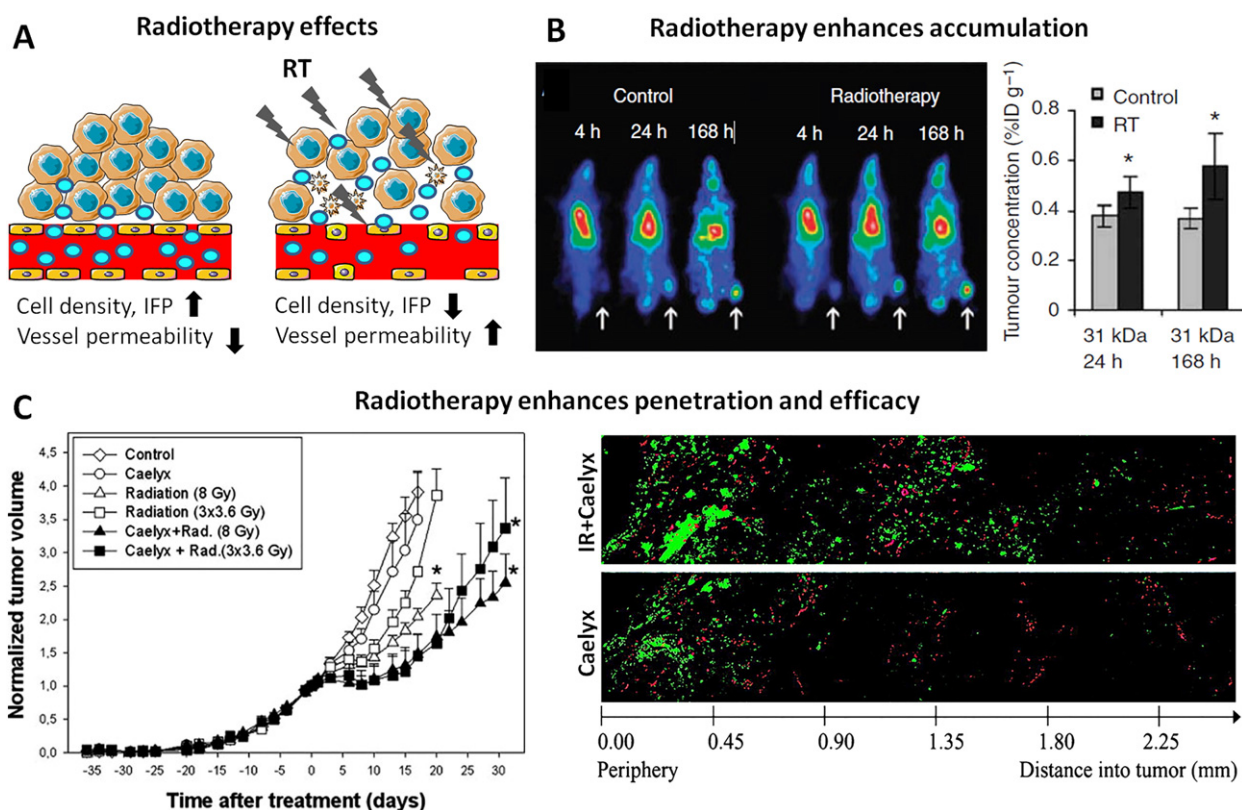 A
Radiotherapy effects
RT
Cell density, IFP
Vessel permeability
Cell density, IFP
Vessel permeability
B
Radiotherapy enhances accumulation
Control
Radiotherapy
4 h 24 h 168 h
4 h 24 h 168 h
Tumour concentration (%ID g⁻¹)
0.8
0.6
0.4
0.2
0
Control
RT
*
*
31 kDa 31 kDa
24 h 168 h
C
Radiotherapy enhances penetration and efficacy
Normalized tumor volume
4,5
4,0
3,5
3,0
2,5
2,0
1,5
1,0
0,5
0,0
Control
Caelyx
Radiation (8 Gy)
Radiation (3x3.6 Gy)
Caelyx+Rad. (8 Gy)
Caelyx + Rad.(3x3.6 Gy)
*
*
*
-35 -30 -25 -20 -15 -10 -5 0 5 10 15 20 25 30
Time after treatment (days)
IR+Caelyx
Caelyx
0.00 0.45 0.90 1.35 1.80 2.25
Periphery Distance into tumor (mm)